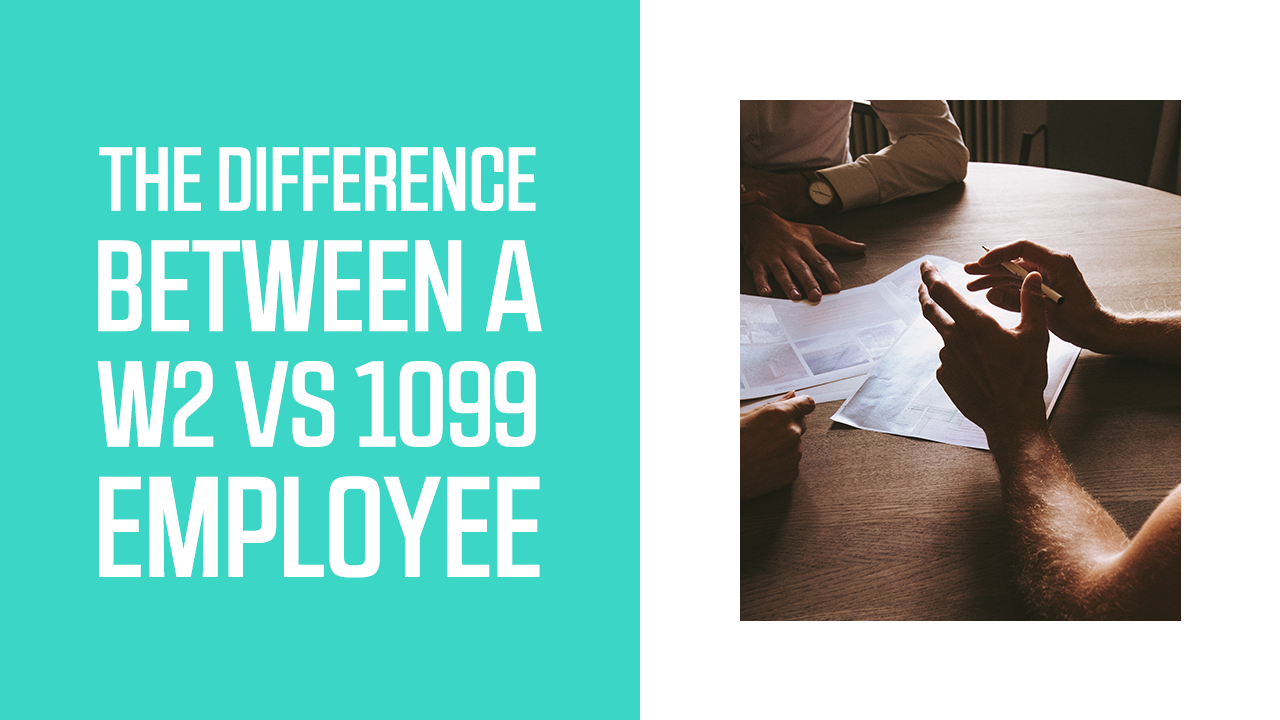 THE DIFFERENCE
BETWEEN A
W2 VS 1099
EMPLOYEE